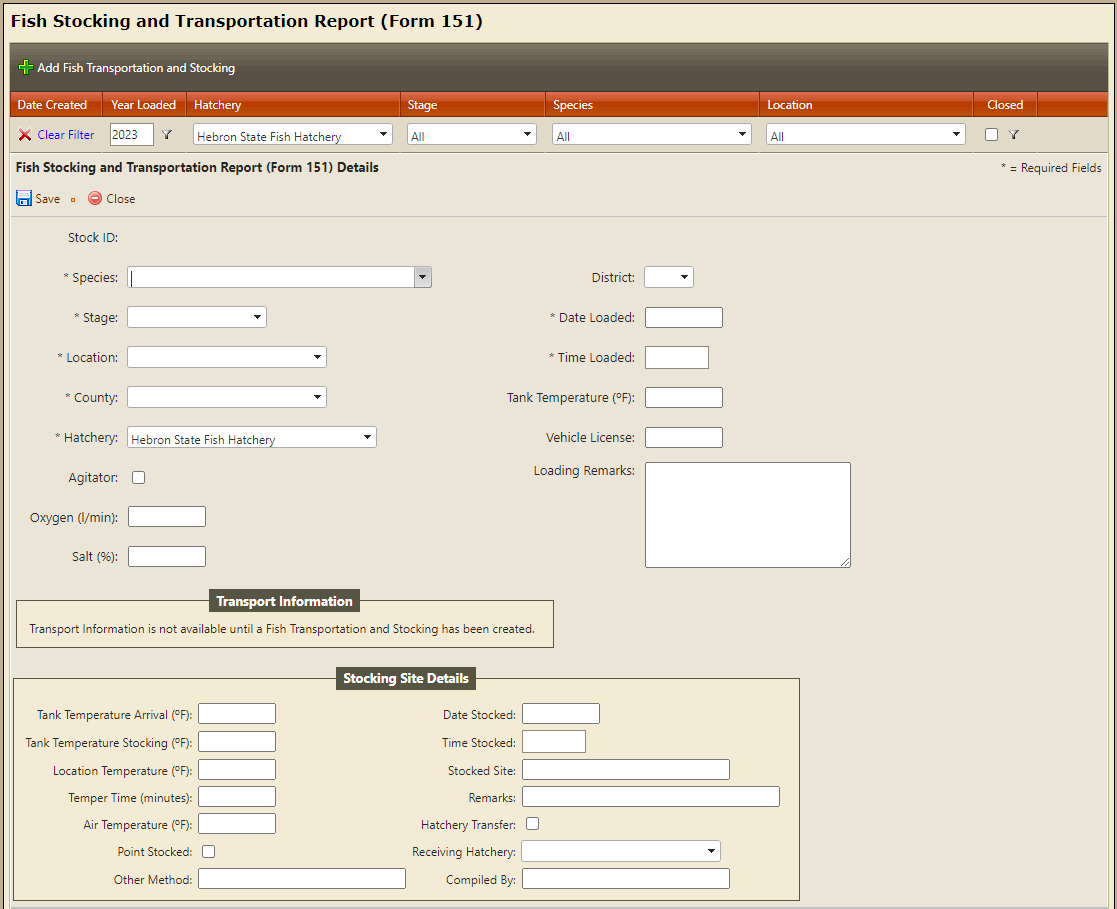 Fish Stocking and Transportation Report (Form 151)
Add Fish Transportation and Stocking
Date Created Year Loaded Hatchery Stage Species Location Closed
Clear Filter 2023 Hebron State Fish Hatchery All All All
Fish Stocking and Transportation Report (Form 151) Details * = Required Fields
Save Close
Stock ID:
* Species: District:
* Stage: * Date Loaded:
* Location: * Time Loaded:
* County: Tank Temperature (ºF):
* Hatchery: Hebron State Fish Hatchery Vehicle License:
Agitator: Loading Remarks:
Oxygen (l/min):
Salt (%):
Transport Information
Transport Information is not available until a Fish Transportation and Stocking has been created.
Stocking Site Details
Tank Temperature Arrival (ºF): Date Stocked:
Tank Temperature Stocking (ºF): Time Stocked:
Location Temperature (ºF): Stocked Site:
Temper Time (minutes): Remarks:
Air Temperature (ºF): Hatchery Transfer:
Point Stocked: Receiving Hatchery:
Other Method: Compiled By: